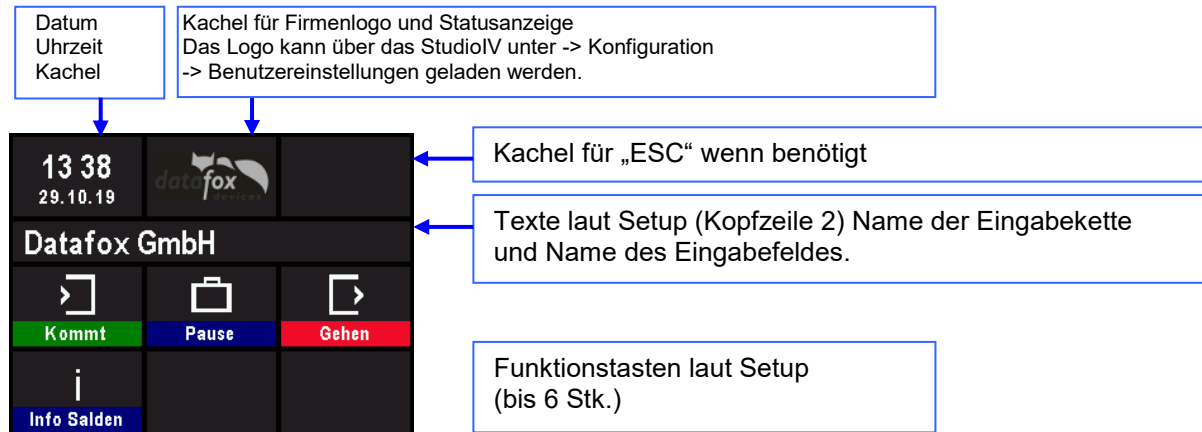 Datum
Uhrzeit
Kachel
Kachel für Firmenlogo und Statusanzeige
Das Logo kann über das StudioIV unter -> Konfiguration
-> Benutzereinstellungen geladen werden.
13 38
29.10.19
datafox
devices
Kachel für „ESC“ wenn benötigt
Datafox GmbH
Texte laut Setup (Kopfzeile 2) Name der Eingabekette
und Name des Eingabefeldes.
Kommt
Pause
Gehen
i
Info Salden
Funktionstasten laut Setup
(bis 6 Stk.)